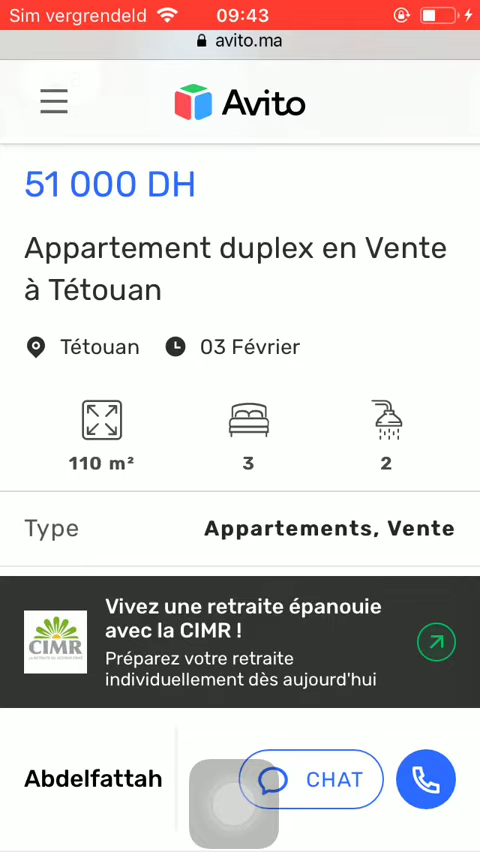 Sim vergrendeld 09:43
avito.ma
Avito
51 000 DH
Appartement duplex en Vente
à Tétouan
Tétouan 03 Février
110 m² 3 2
Type Appartements, Vente
Vivez une retraite épanouie
avec la CIMR !
CIMR
Préparez votre retraite
individuellement dès aujourd'hui
Abdelfattah CHAT